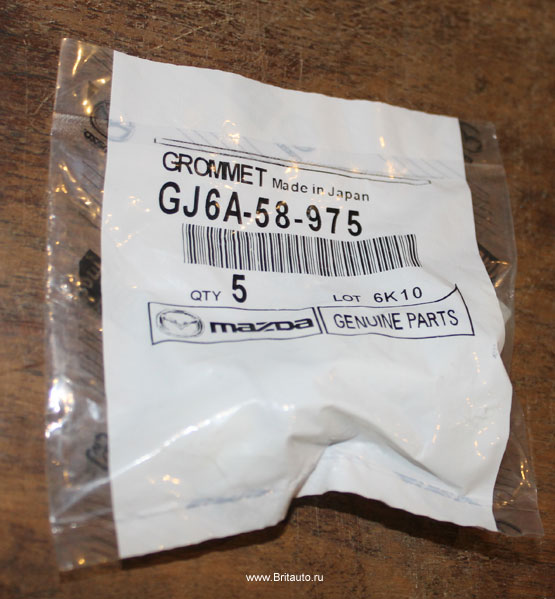 GROMMET Made in Japan
GJ6A-58-975
QTY 5 LOT 6K10
mazda GENUINE PARTS
www.Britauto.ru